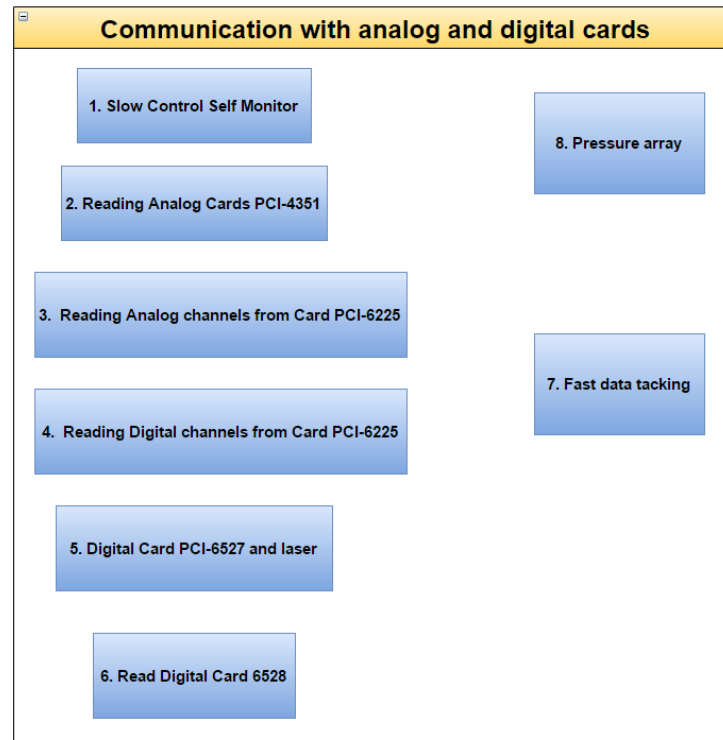 Communication with analog and digital cards
1. Slow Control Self Monitor
2. Reading Analog Cards PCI-4351
3. Reading Analog channels from Card PCI-6225
4. Reading Digital channels from Card PCI-6225
5. Digital Card PCI-6527 and laser
6. Read Digital Card 6528
8. Pressure array
7. Fast data tacking